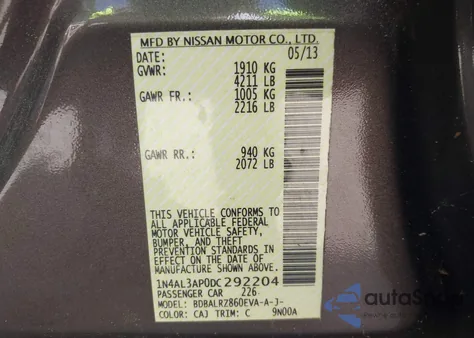 MFD BY NISSAN MOTOR CO., LTD.
DATE: 05/13
GVWR: 1910 KG
4211 LB
GAWR FR.: 1005 KG
2216 LB
GAWR RR.: 940 KG
2072 LB
THIS VEHICLE CONFORMS TO
ALL APPLICABLE FEDERAL
MOTOR VEHICLE SAFETY,
BUMPER, AND THEFT
PREVENTION STANDARDS IN
EFFECT ON THE DATE OF
MANUFACTURE SHOWN ABOVE.
1N4AL3AP0DC292204
PASSENGER CAR 226
MODEL: BDBALRZ860EVA-A-J-
COLOR: CAJ TRIM: C 9N00A